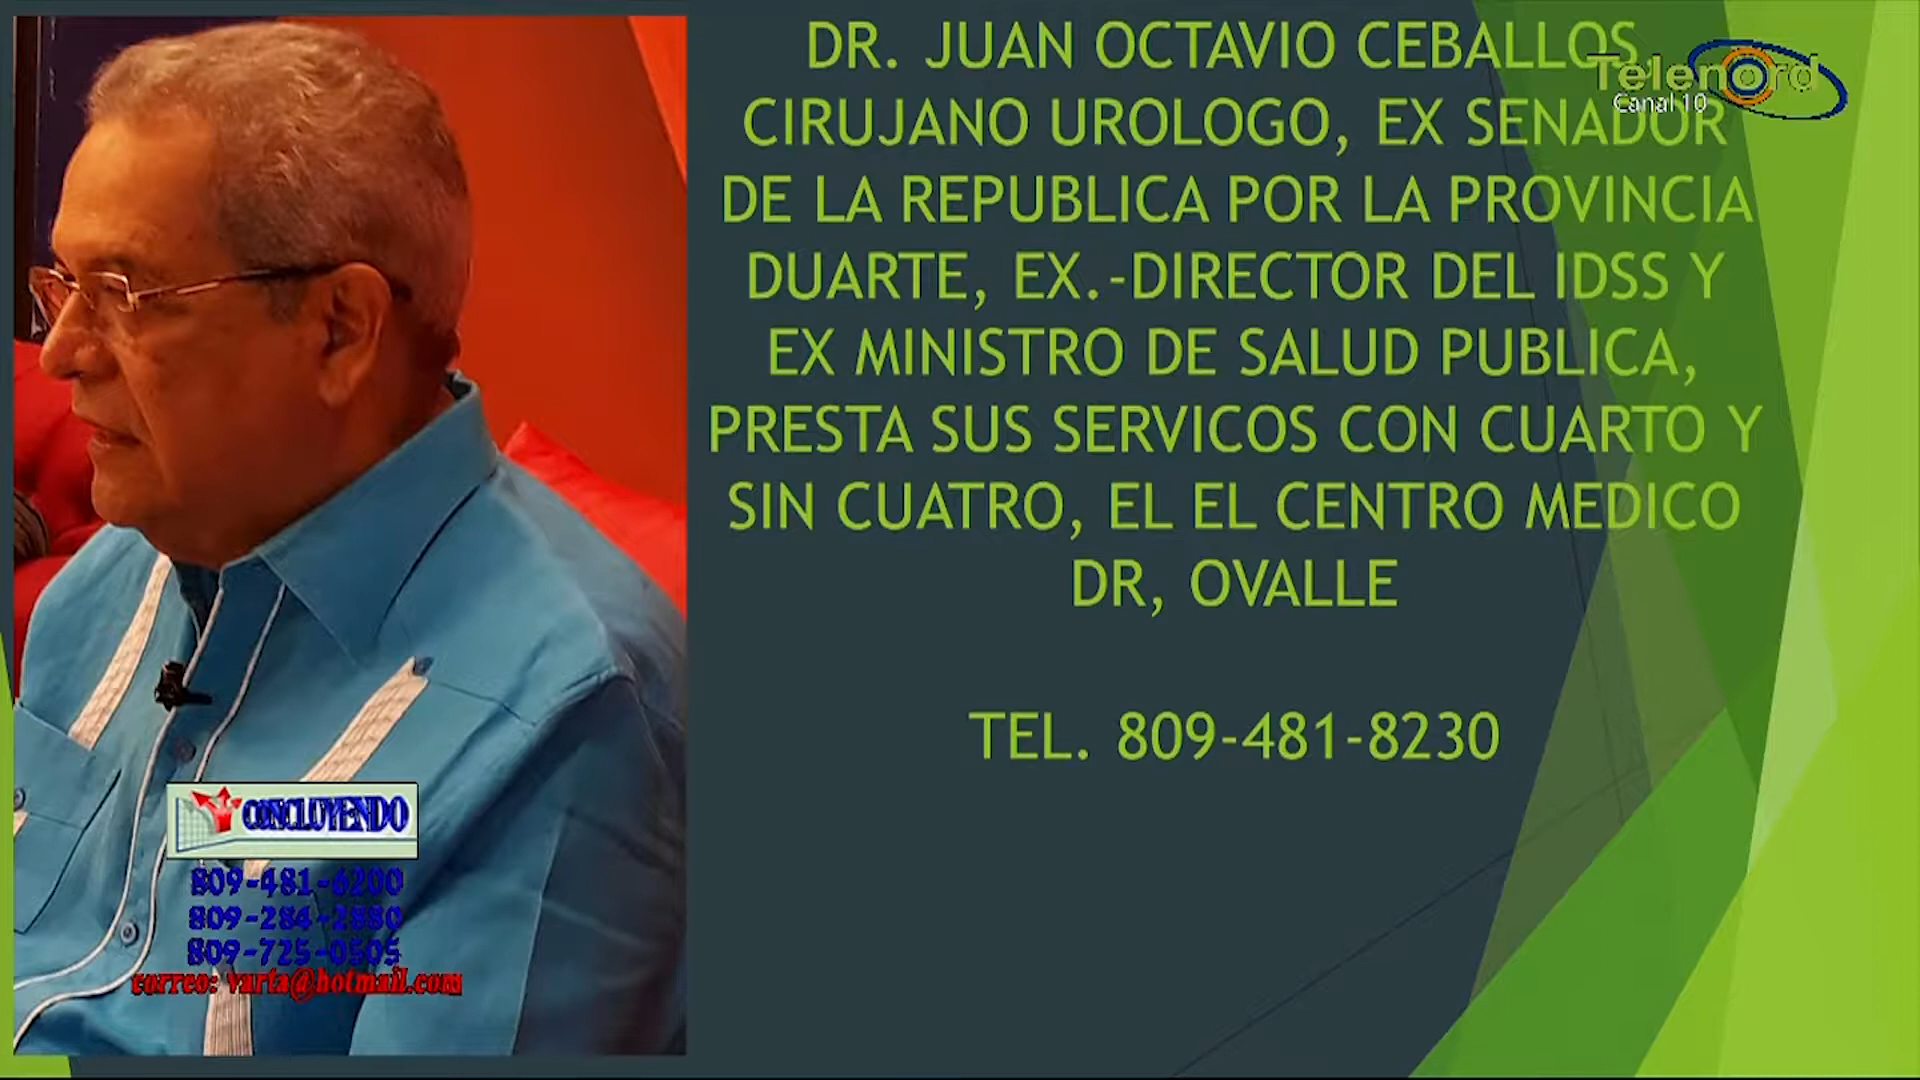 DR. JUAN OCTAVIO CEBALLOS,
CIRUJANO UROLOGO, EX SENADOR
DE LA REPUBLICA POR LA PROVINCIA
DUARTE, EX.-DIRECTOR DEL IDSS Y
EX MINISTRO DE SALUD PUBLICA,
PRESTA SUS SERVICOS CON CUARTO Y
SIN CUATRO, EL EL CENTRO MEDICO
DR, OVALLE
TEL. 809-481-8230
Telenord
Canal 10
CONCLUYENDO
809-481-6200
809-284-2880
809-725-0505
correo: varta@hotmail.com